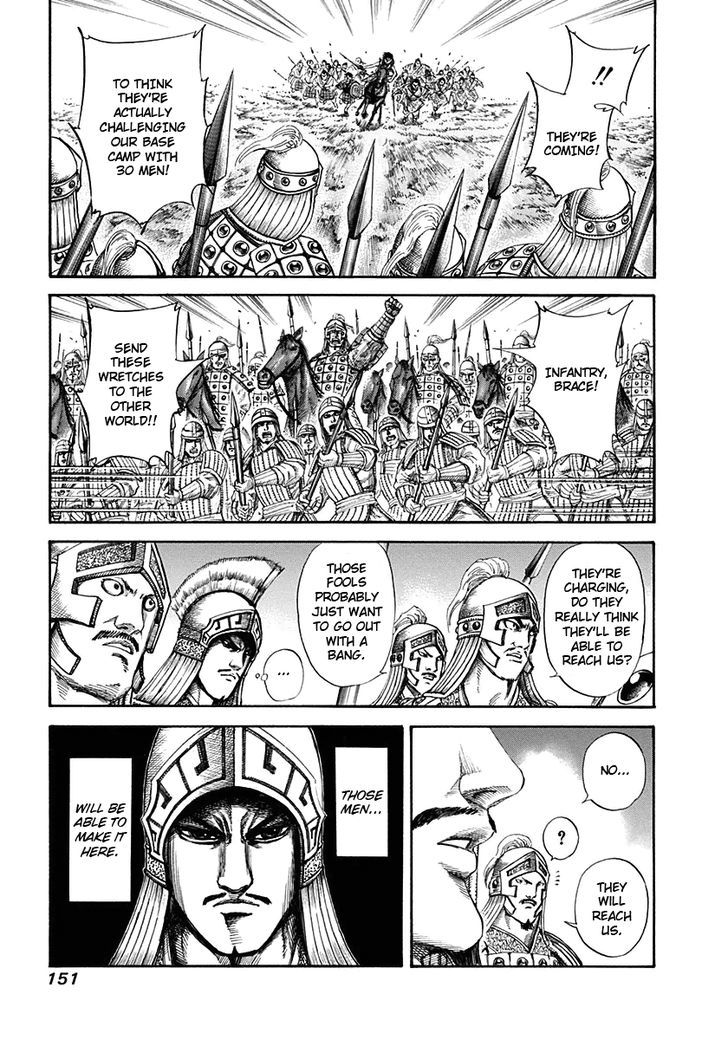 !!
THEY'RE
COMING!
TO THINK
THEY'RE
ACTUALLY
CHALLENGING
OUR BASE
CAMP WITH
30 MEN!
INFANTRY,
BRACE!
SEND
THESE
WRETCHES
TO THE
OTHER
WORLD!!
THEY'RE
CHARGING,
DO THEY
REALLY THINK
THEY'LL BE
ABLE TO
REACH US?
THOSE
FOOLS
PROBABLY
JUST WANT
TO GO OUT
WITH A
BANG.
...
NO...
?
THEY
WILL
REACH
US.
THOSE
MEN...
WILL BE
ABLE TO
MAKE IT
HERE.
151